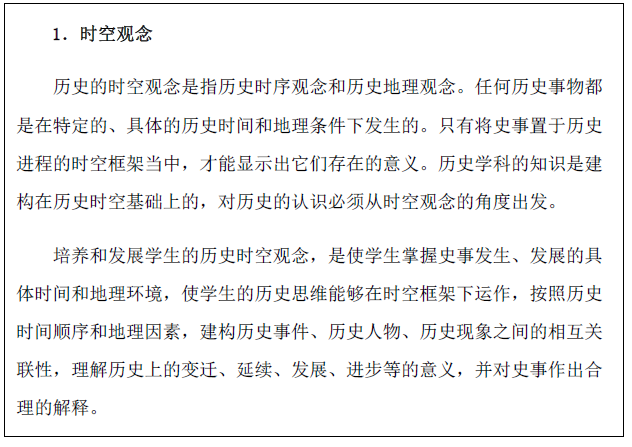 1．时空观念
历史的时空观念是指历史时序观念和历史地理观念。任何历史事物都
是在特定的、具体的历史时间和地理条件下发生的。只有将史事置于历史
进程的时空框架当中，才能显示出它们存在的意义。历史学科的知识是建
构在历史时空基础上的，对历史的认识必须从时空观念的角度出发。
培养和发展学生的历史时空观念，是使学生掌握史事发生、发展的具
体时间和地理环境，使学生的历史思维能够在时空框架下运作，按照历史
时间顺序和地理因素，建构历史事件、历史人物、历史现象之间的相互关
联性，理解历史上的变迁、延续、发展、进步等的意义，并对史事作出合
理的解释。